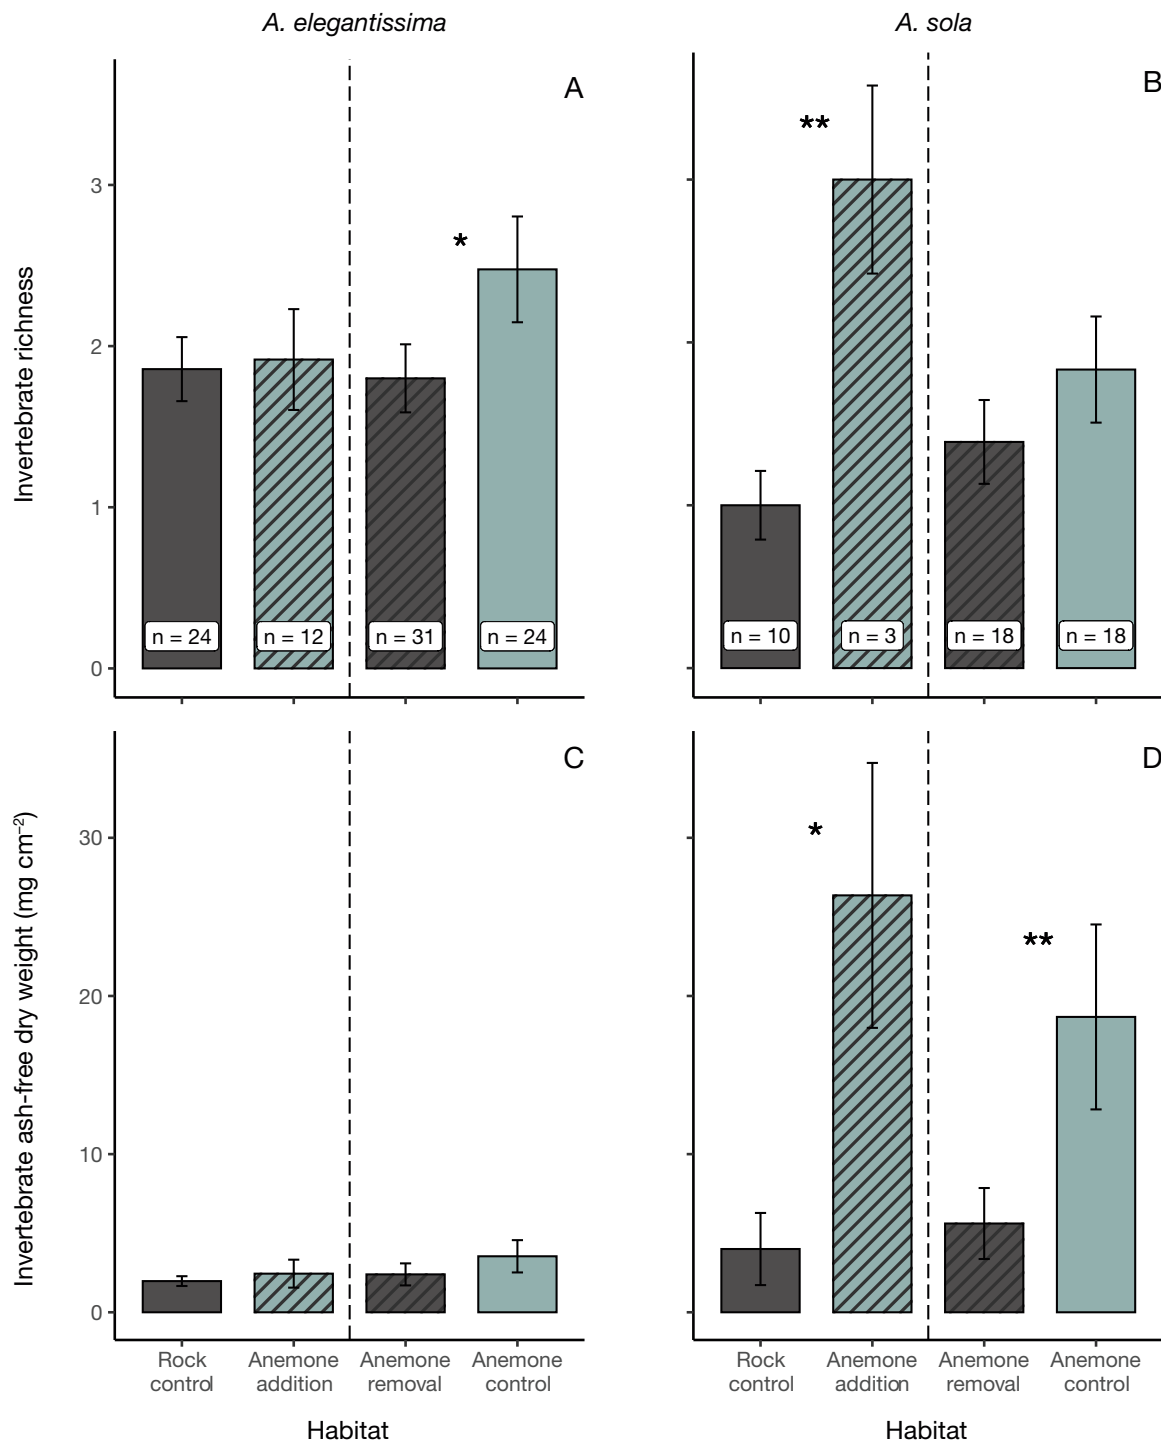 A. elegantissima
A. sola
A
B
**
*
3
2
1
0
Invertebrate richness
n = 24
n = 12
n = 31
n = 24
n = 10
n = 3
n = 18
n = 18
C
D
*
**
30
20
10
0
Invertebrate ash-free dry weight (mg cm⁻²)
Rock
control
Anemone
addition
Anemone
removal
Anemone
control
Rock
control
Anemone
addition
Anemone
removal
Anemone
control
Habitat
Habitat